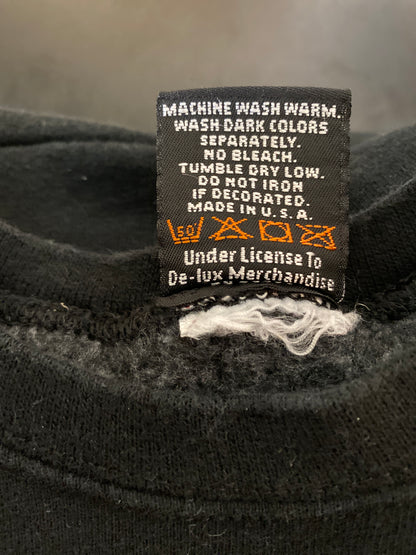 MACHINE WASH WARM.
WASH DARK COLORS
SEPARATELY.
NO BLEACH.
TUMBLE DRY LOW.
DO NOT IRON
IF DECORATED.
MADE IN U.S.A.
50
Under License To
De-lux Merchandise